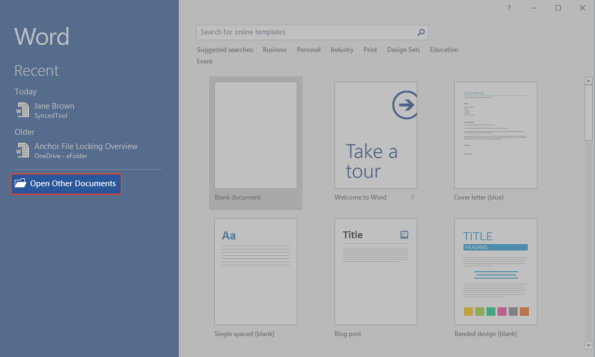 Word
Recent
Today
Jane Brown
SyncedTool
Older
Anchor File Locking Overview
OneDrive - eFolder
Open Other Documents
?
Search for online templates
Suggested searches: Business Personal Industry Print Design Sets Education
Event
Take a
tour
Blank document
Welcome to Word
Cover letter (blue)
Aa
Title
TITLE
HEADING
Single spaced (blank)
Blog post
Banded design (blank)